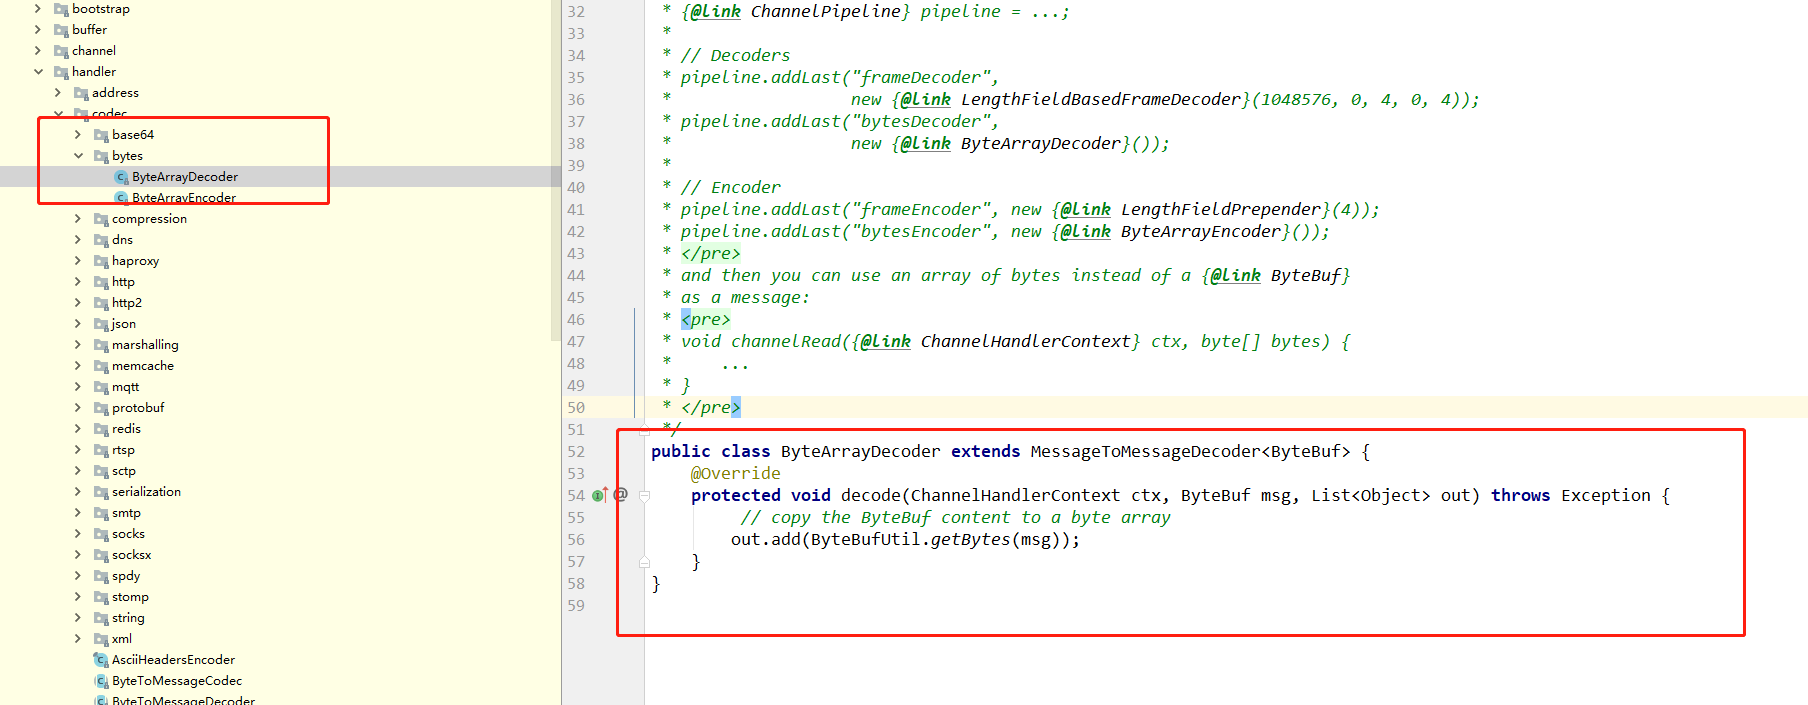 bootstrap
buffer
channel
handler
address
codec
base64
bytes
ByteArrayDecoder
ByteArrayEncoder
compression
dns
haproxy
http
http2
json
marshalling
memcache
mqtt
protobuf
redis
rtsp
sctp
serialization
smtp
socks
socksx
spdy
stomp
string
xml
AsciiHeadersEncoder
ByteToMessageCodec
ByteToMessageDecoder
32 * {@link ChannelPipeline} pipeline = ...;
33 *
34 * // Decoders
35 * pipeline.addLast("frameDecoder",
36 * new {@link LengthFieldBasedFrameDecoder}(1048576, 0, 4, 0, 4));
37 * pipeline.addLast("bytesDecoder",
38 * new {@link ByteArrayDecoder}());
39 *
40 * // Encoder
41 * pipeline.addLast("frameEncoder", new {@link LengthFieldPrepender}(4));
42 * pipeline.addLast("bytesEncoder", new {@link ByteArrayEncoder}());
43 * </pre>
44 * and then you can use an array of bytes instead of a {@link ByteBuf}
45 * as a message:
46 * <pre>
47 * void channelRead({@link ChannelHandlerContext} ctx, byte[] bytes) {
48 * ...
49 * }
50 * </pre>
51 */
52 public class ByteArrayDecoder extends MessageToMessageDecoder<ByteBuf> {
53 @Override
54 @ protected void decode(ChannelHandlerContext ctx, ByteBuf msg, List<Object> out) throws Exception {
55 // copy the ByteBuf content to a byte array
56 out.add(ByteBufUtil.getBytes(msg));
57 }
58 }
59